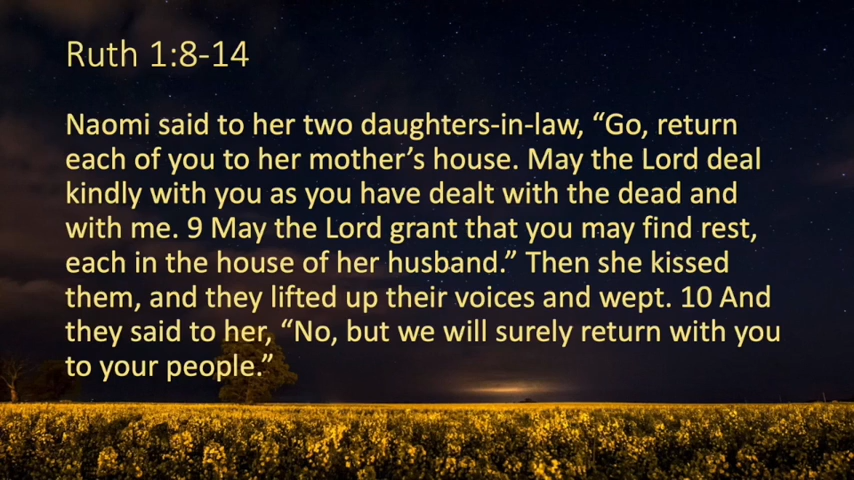 Ruth 1:8-14
Naomi said to her two daughters-in-law, “Go, return
each of you to her mother’s house. May the Lord deal
kindly with you as you have dealt with the dead and
with me. 9 May the Lord grant that you may find rest,
each in the house of her husband.” Then she kissed
them, and they lifted up their voices and wept. 10 And
they said to her, “No, but we will surely return with you
to your people.”